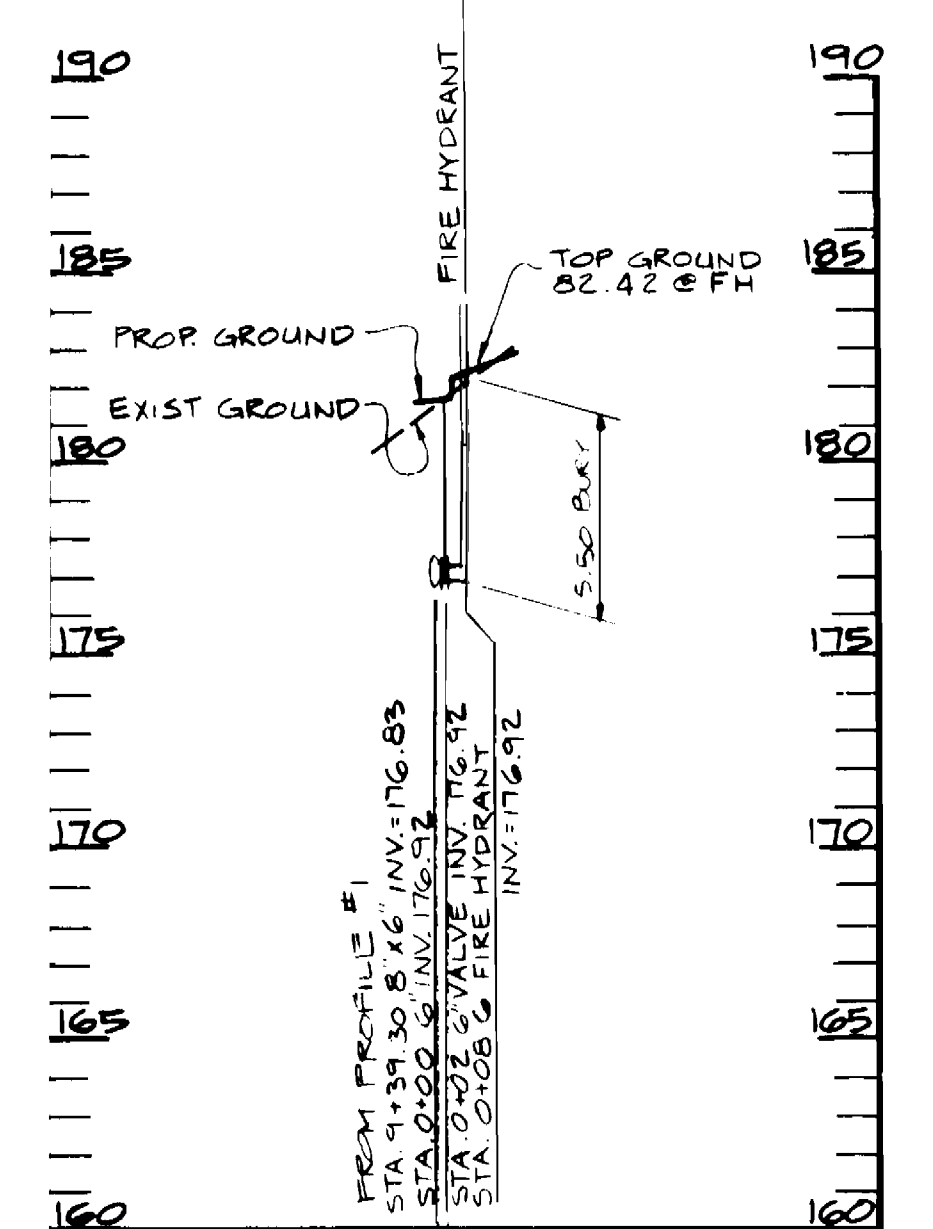 190
190
FIRE HYDRANT
185
185
TOP GROUND
82.42 @ FH
PROP. GROUND
EXIST GROUND
180
180
5.50 BURY
175
175
170
170
FROM PROFILE #1
STA. 9+39.30 8"X6" INV.=176.83
STA. 0+00 6" INV. 176.92
STA. 0+02 6" VALVE INV. 176.92
STA. 0+08 6 FIRE HYDRANT
INV.=176.92
165
165
160
160